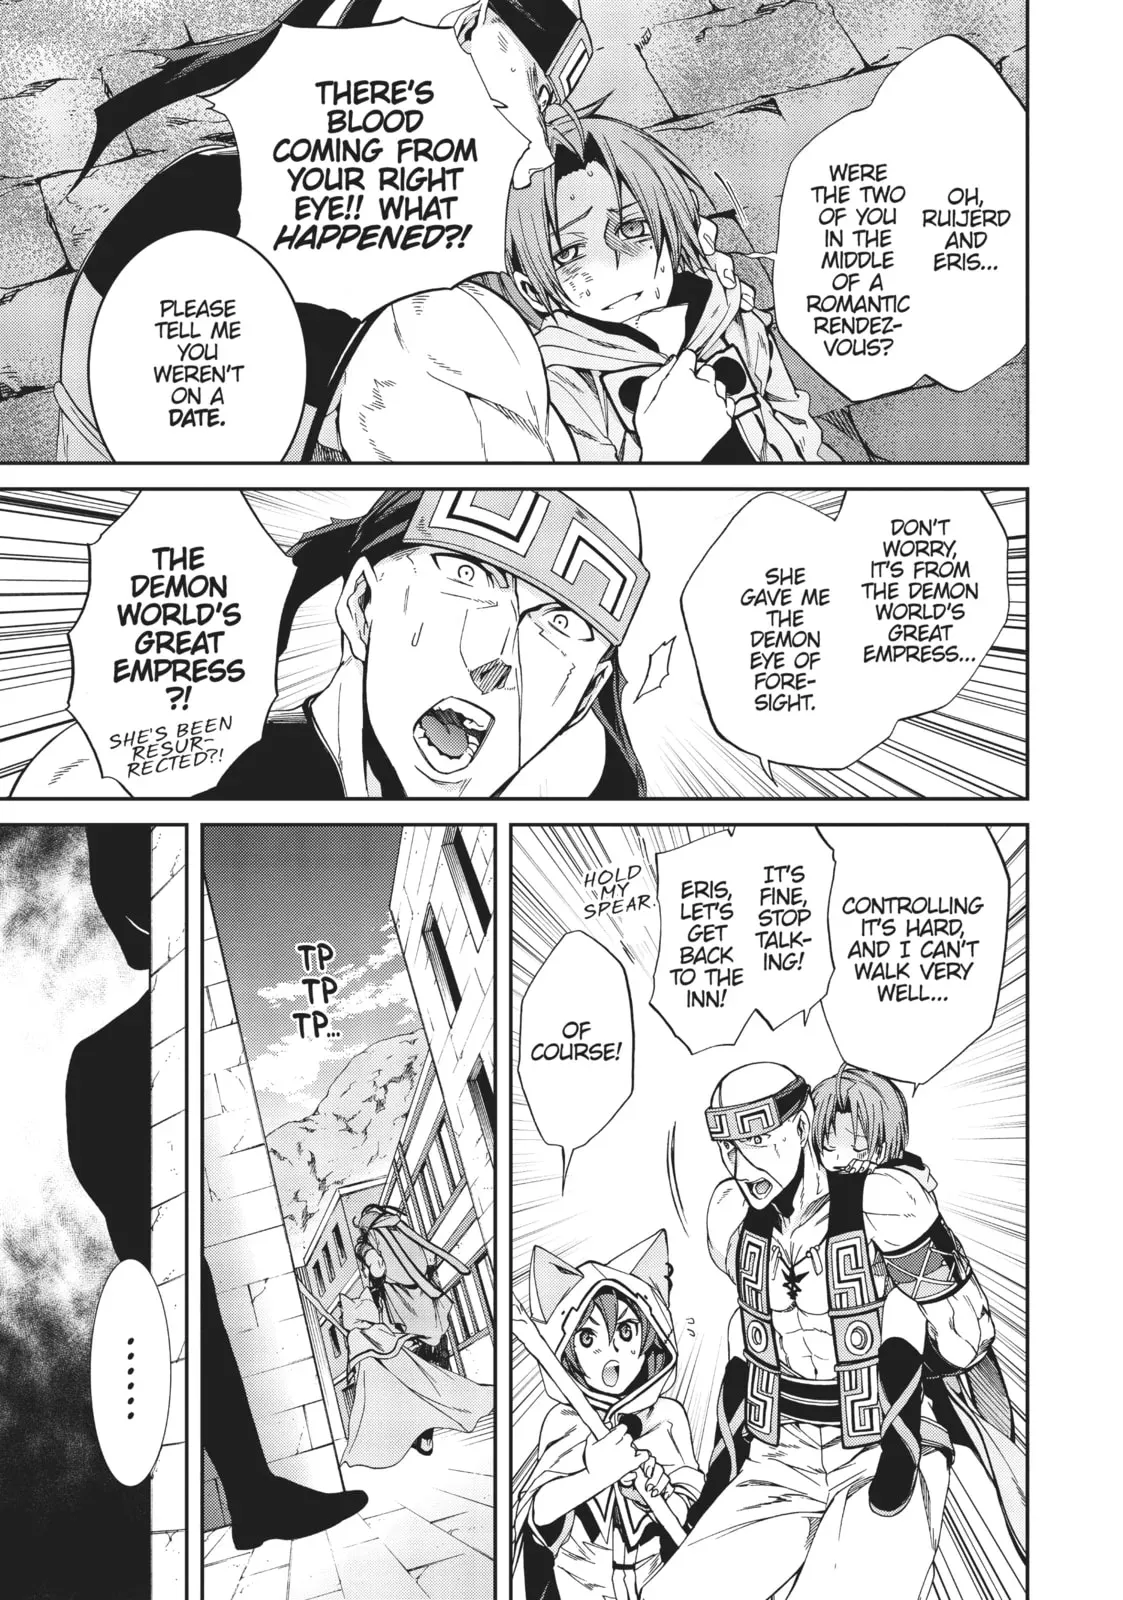 OH,
RUIJERD
AND
ERIS...
WERE
THE TWO
OF YOU
IN THE
MIDDLE
OF A
ROMANTIC
RENDEZ-
VOUS?
THERE'S
BLOOD
COMING FROM
YOUR RIGHT
EYE!! WHAT
HAPPENED?!
PLEASE
TELL ME
YOU
WEREN'T
ON A
DATE.
DON'T
WORRY,
IT'S FROM
THE DEMON
WORLD'S
GREAT
EMPRESS...
SHE
GAVE ME
THE
DEMON
EYE OF
FORE-
SIGHT.
THE
DEMON
WORLD'S
GREAT
EMPRESS
?!
SHE'S BEEN
RESUR-
RECTED?!
CONTROLLING
IT'S HARD,
AND I CAN'T
WALK VERY
WELL...
IT'S
FINE,
STOP
TALK-
ING!
ERIS,
LET'S
GET
BACK
TO THE
INN!
HOLD
MY
SPEAR.
OF
COURSE!
TP
TP
TP...
......